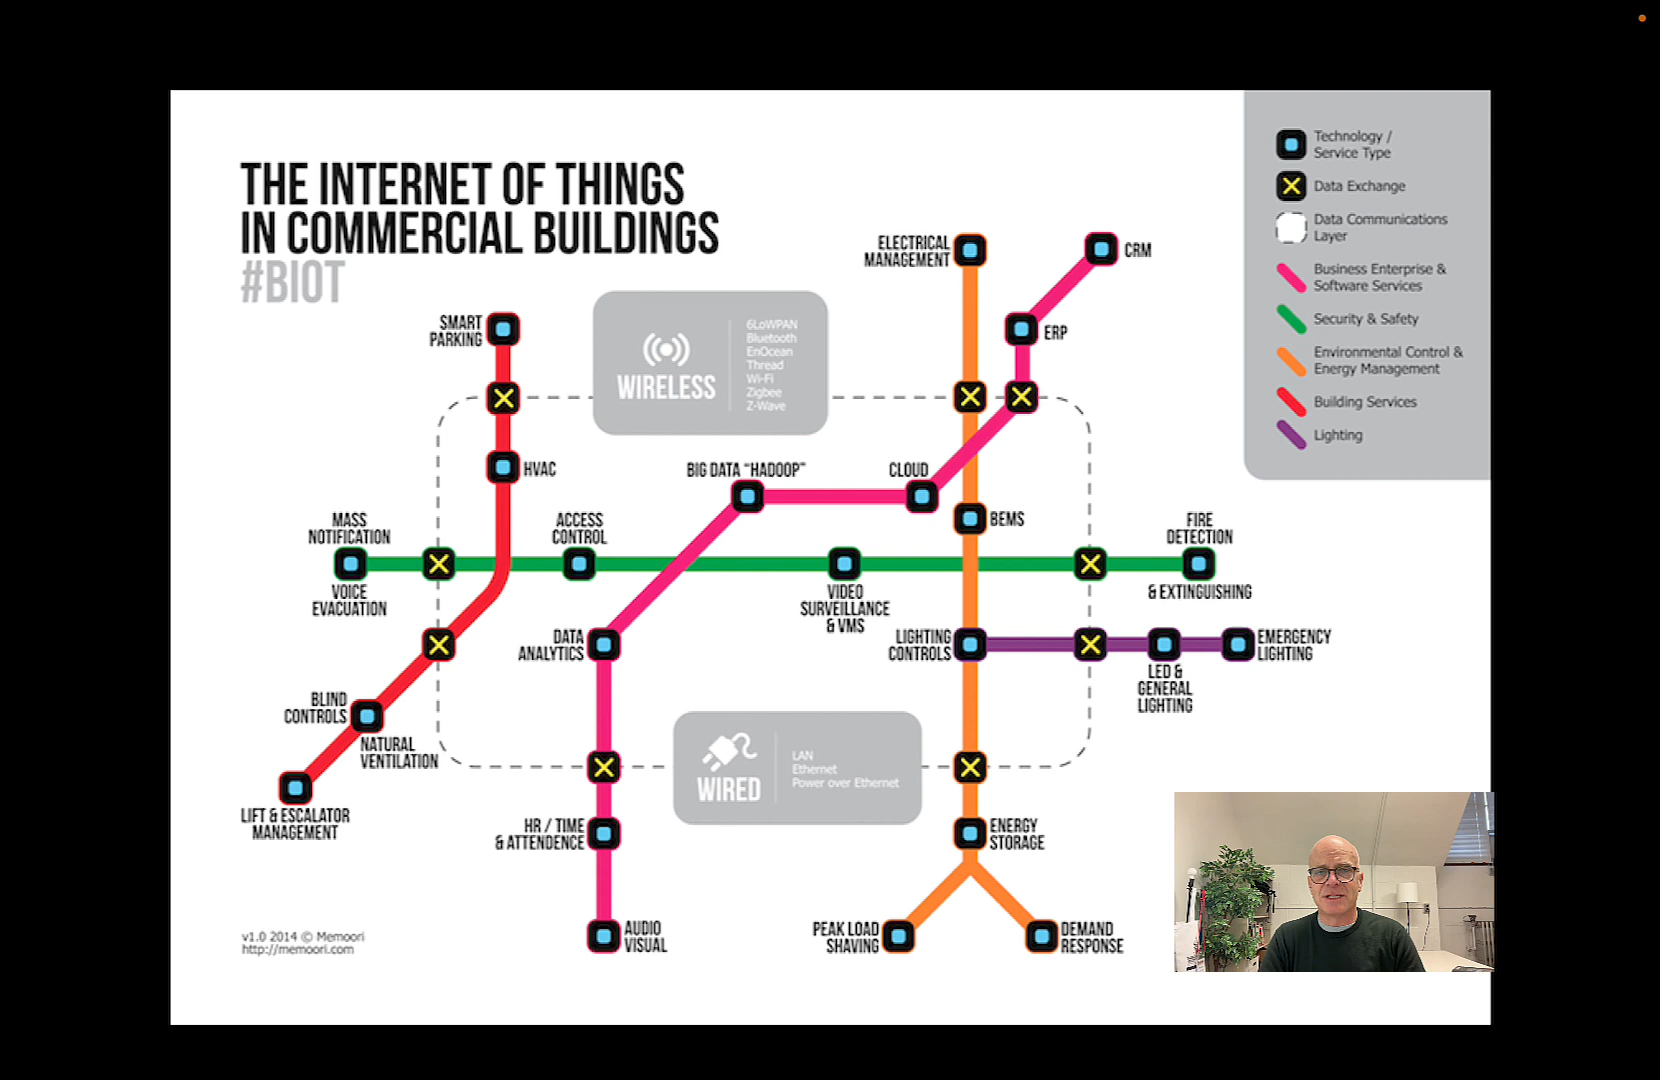 THE INTERNET OF THINGS
IN COMMERCIAL BUILDINGS
#BIOT
Technology /
Service Type
Data Exchange
Data Communications
Layer
Business Enterprise &
Software Services
Security & Safety
Environmental Control &
Energy Management
Building Services
Lighting
ELECTRICAL
MANAGEMENT
CRM
ERP
SMART
PARKING
WIRELESS
6LoWPAN
Bluetooth
EnOcean
Thread
Wi-Fi
Zigbee
Z-Wave
HVAC
BIG DATA "HADOOP"
CLOUD
BEMS
MASS
NOTIFICATION
VOICE
EVACUATION
ACCESS
CONTROL
VIDEO
SURVEILLANCE
& VMS
FIRE
DETECTION
& EXTINGUISHING
DATA
ANALYTICS
LIGHTING
CONTROLS
LED &
GENERAL
LIGHTING
EMERGENCY
LIGHTING
BLIND
CONTROLS
NATURAL
VENTILATION
LIFT & ESCALATOR
MANAGEMENT
WIRED
LAN
Ethernet
Power over Ethernet
HR / TIME
& ATTENDENCE
ENERGY
STORAGE
AUDIO
VISUAL
PEAK LOAD
SHAVING
DEMAND
RESPONSE
v1.0 2014 © Memoori
http://memoori.com